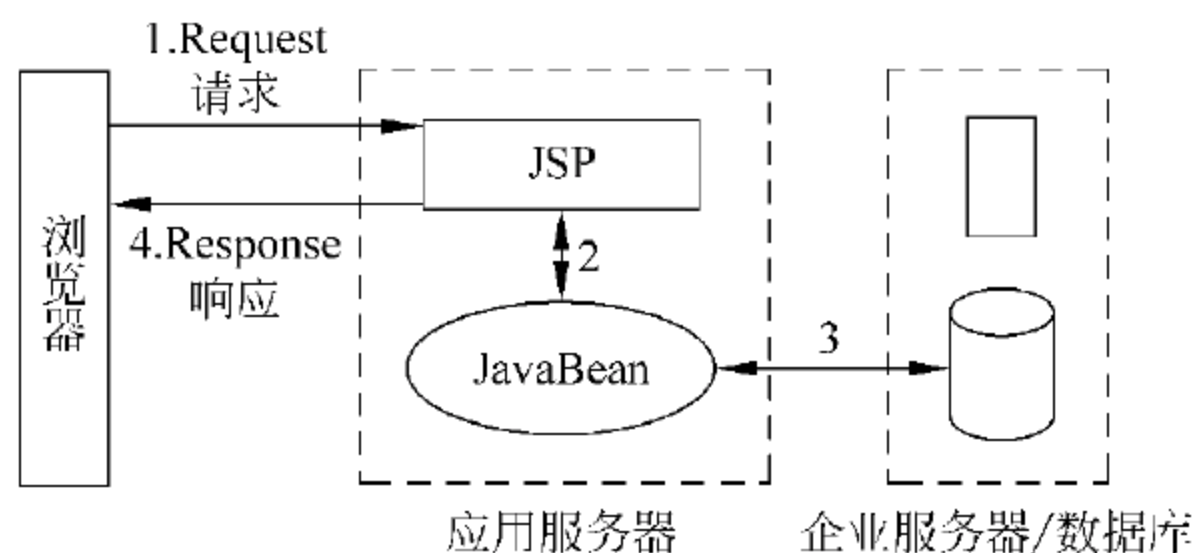 1.Request
请求
JSP
浏览器
4.Response
响应
2
JavaBean
3
应用服务器
企业服务器/数据库